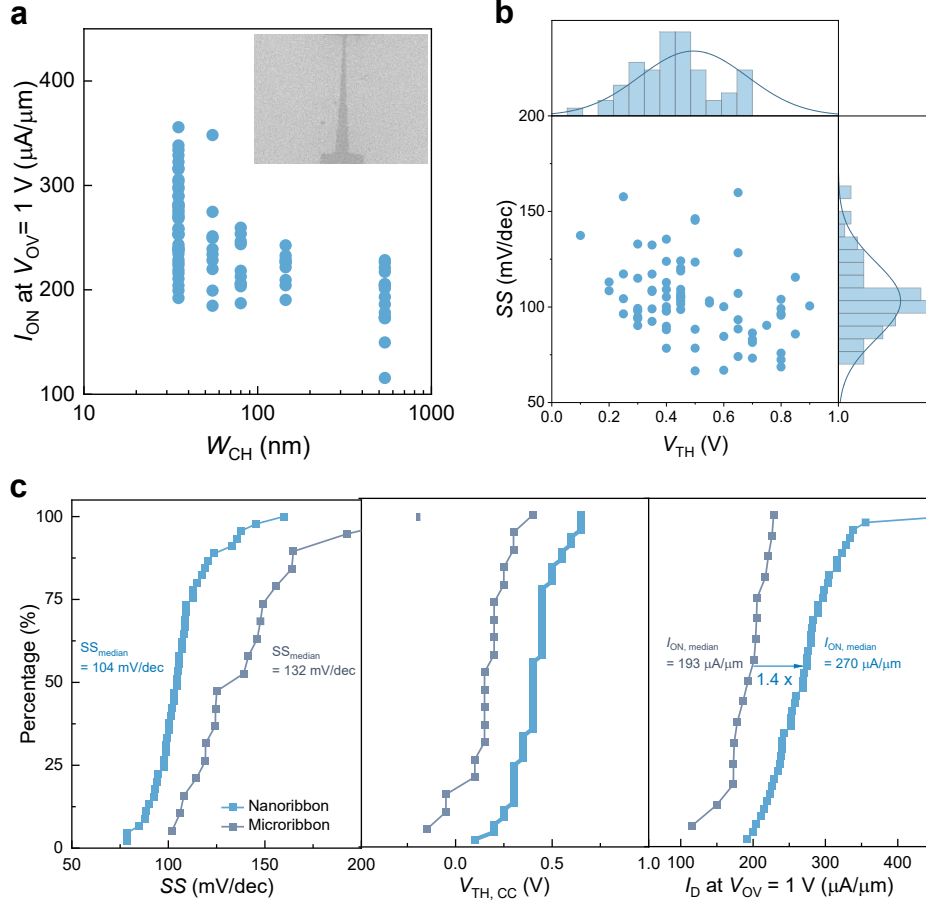 a
400
300
200
100
10
100
1000
I_ON at V_OV = 1 V (μA/μm)
W_CH (nm)
b
200
150
100
50
0.0
0.2
0.4
0.6
0.8
1.0
SS (mV/dec)
V_TH (V)
c
100
75
50
25
0
Percentage (%)
SS_median
= 104 mV/dec
SS_median
= 132 mV/dec
Nanoribbon
Microribbon
50
100
150
200
SS (mV/dec)
0.0
0.5
1.0
V_TH, CC (V)
I_ON, median
= 193 μA/μm
I_ON, median
= 270 μA/μm
1.4 x
100
200
300
400
I_D at V_OV = 1 V (μA/μm)